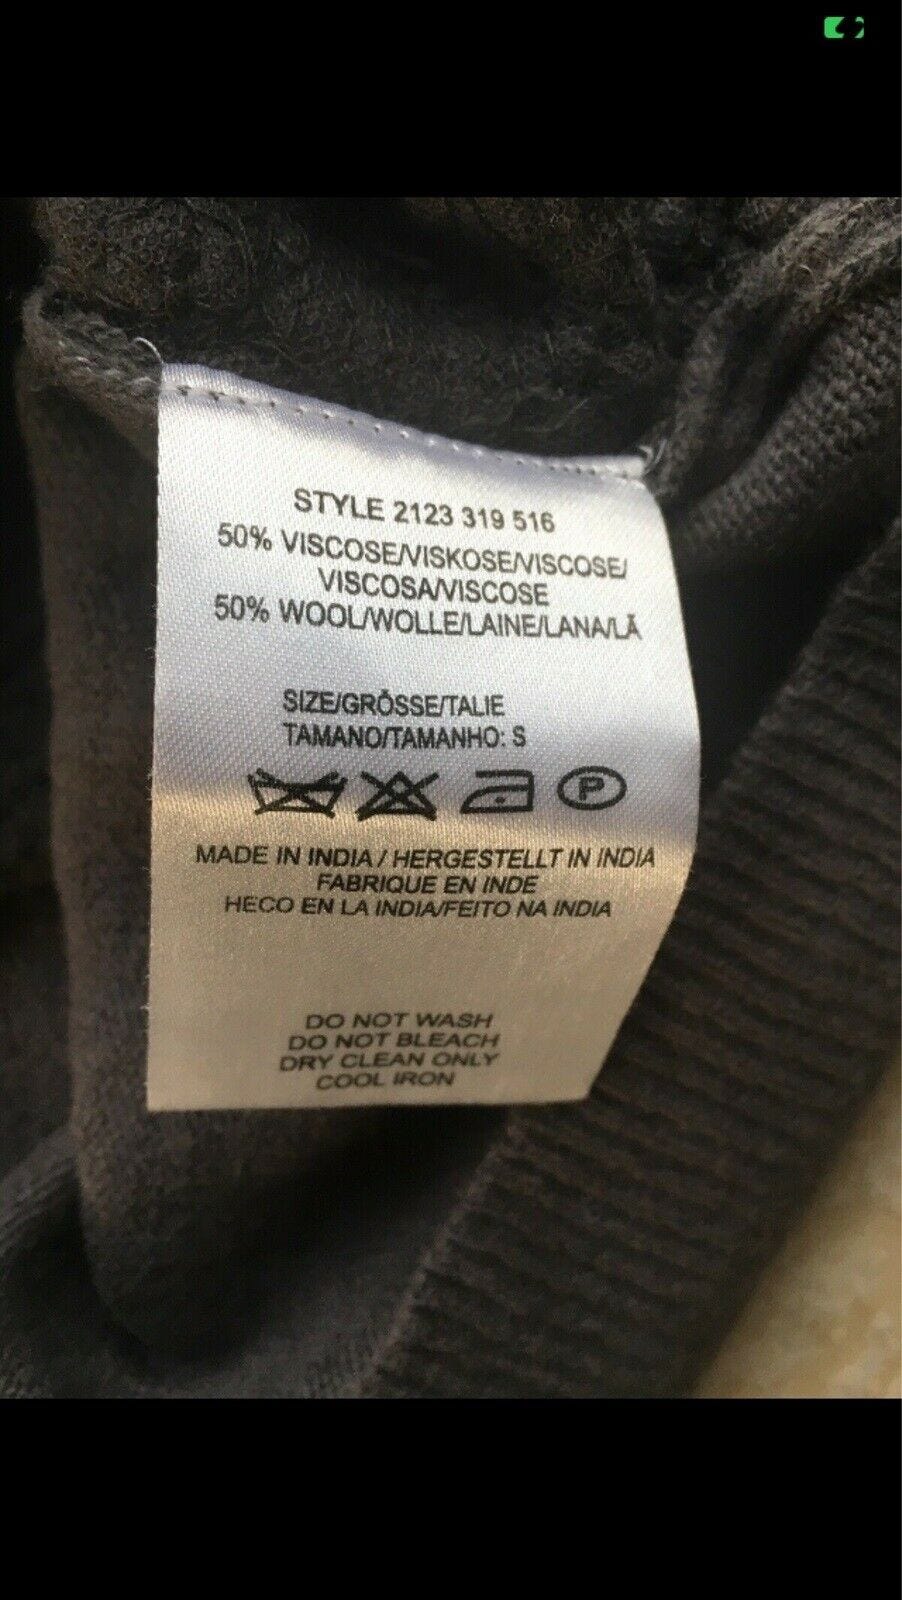 STYLE 2123 319 516
50% VISCOSE/VISKOSE/VISCOSE/
VISCOSA/VISCOSE
50% WOOL/WOLLE/LAINE/LANA/LÃ
SIZE/GRÖSSE/TALIE
TAMANO/TAMANHO: S
P
MADE IN INDIA / HERGESTELLT IN INDIA
FABRIQUE EN INDE
HECO EN LA INDIA/FEITO NA INDIA
DO NOT WASH
DO NOT BLEACH
DRY CLEAN ONLY
COOL IRON